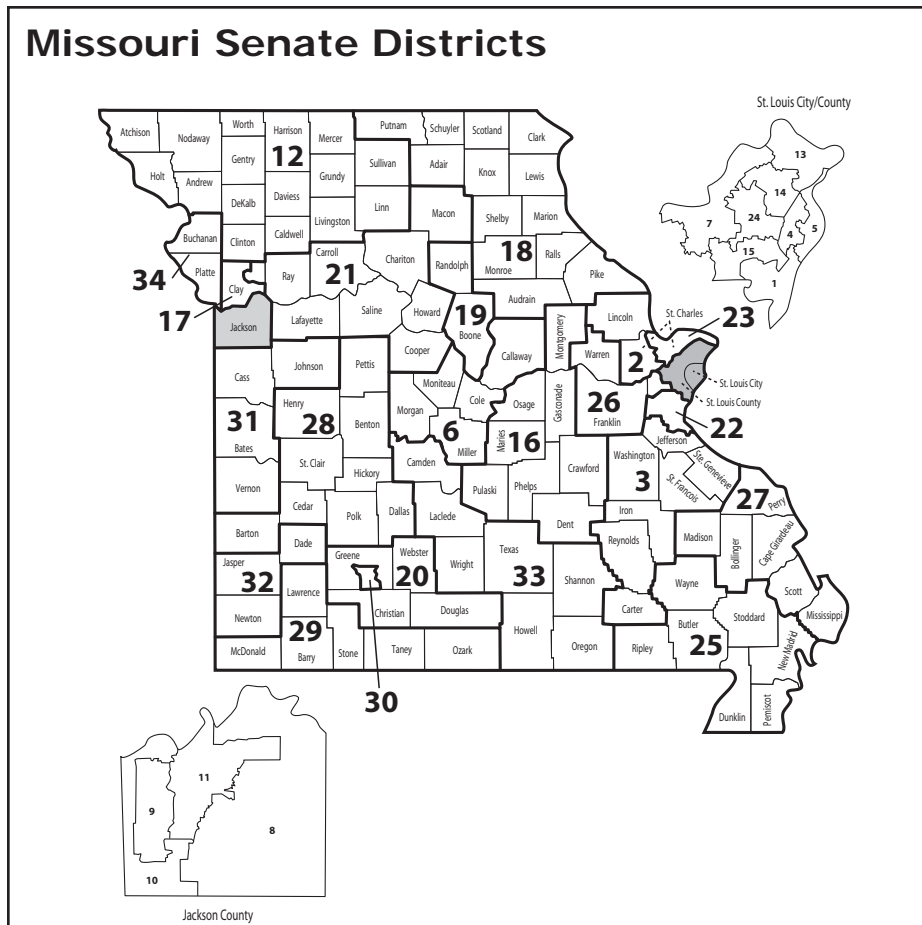 Missouri Senate Districts
St. Louis City/County
13
14
7
24
4
5
15
1
Atchison
Nodaway
Worth
Harrison
Mercer
Putnam
Schuyler
Scotland
Clark
Gentry
12
Sullivan
Adair
Knox
Lewis
Holt
Andrew
Grundy
DeKalb
Daviess
Linn
Macon
Shelby
Marion
Livingston
Buchanan
Clinton
Caldwell
Carroll
Chariton
Randolph
18
Ralls
Monroe
34
Platte
Clay
Ray
21
Pike
17
Audrain
Jackson
Lafayette
Saline
Howard
19
Boone
Callaway
Montgomery
Lincoln
St. Charles
23
Warren
2
Cooper
Johnson
Pettis
Cass
Moniteau
Cole
Osage
Gasconade
St. Louis City
St. Louis County
26
Franklin
22
31
Henry
28
Benton
Morgan
6
Miller
Maries
16
Jefferson
Bates
St. Clair
Hickory
Camden
Crawford
Washington
3
Ste. Genevieve
St. Francois
Vernon
Pulaski
Phelps
27
Perry
Cedar
Polk
Dallas
Laclede
Dent
Iron
Barton
Dade
Greene
Webster
20
Wright
Texas
33
Reynolds
Madison
Bollinger
Cape Girardeau
Jasper
32
Lawrence
Shannon
Wayne
Scott
Mississippi
Newton
Christian
Douglas
Carter
Butler
25
Stoddard
29
Howell
New Madrid
McDonald
Barry
Stone
Taney
Ozark
Oregon
Ripley
30
Dunklin
Pemiscot
11
9
8
10
Jackson County